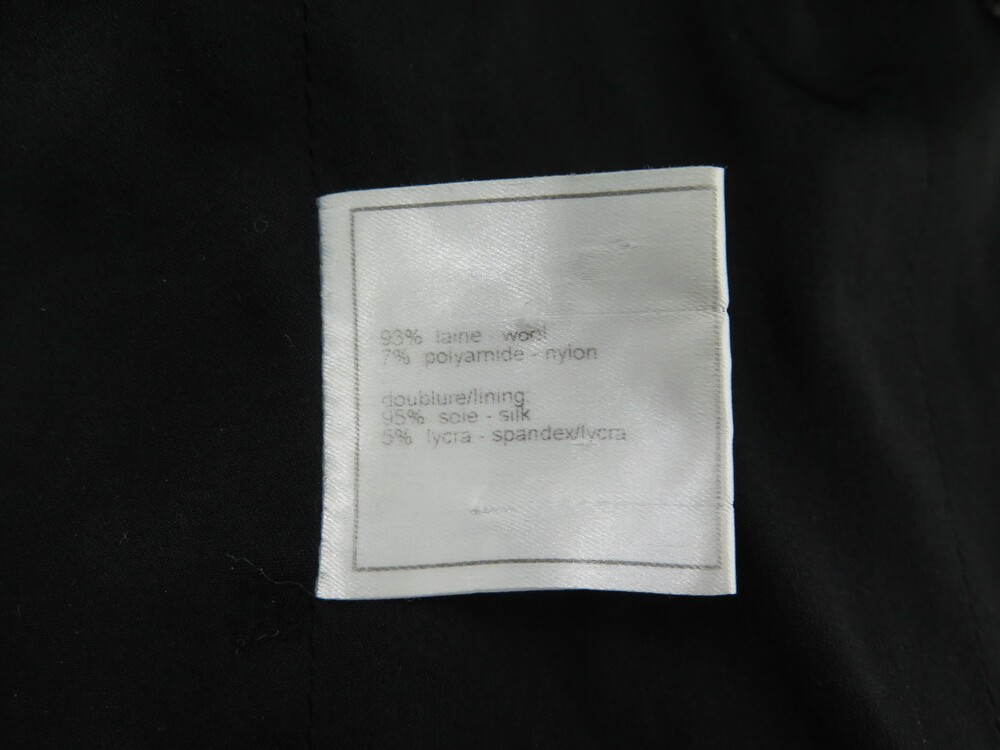 93% laine - wool
7% polyamide - nylon
doublure/lining:
95% soie - silk
5% lycra - spandex/lycra